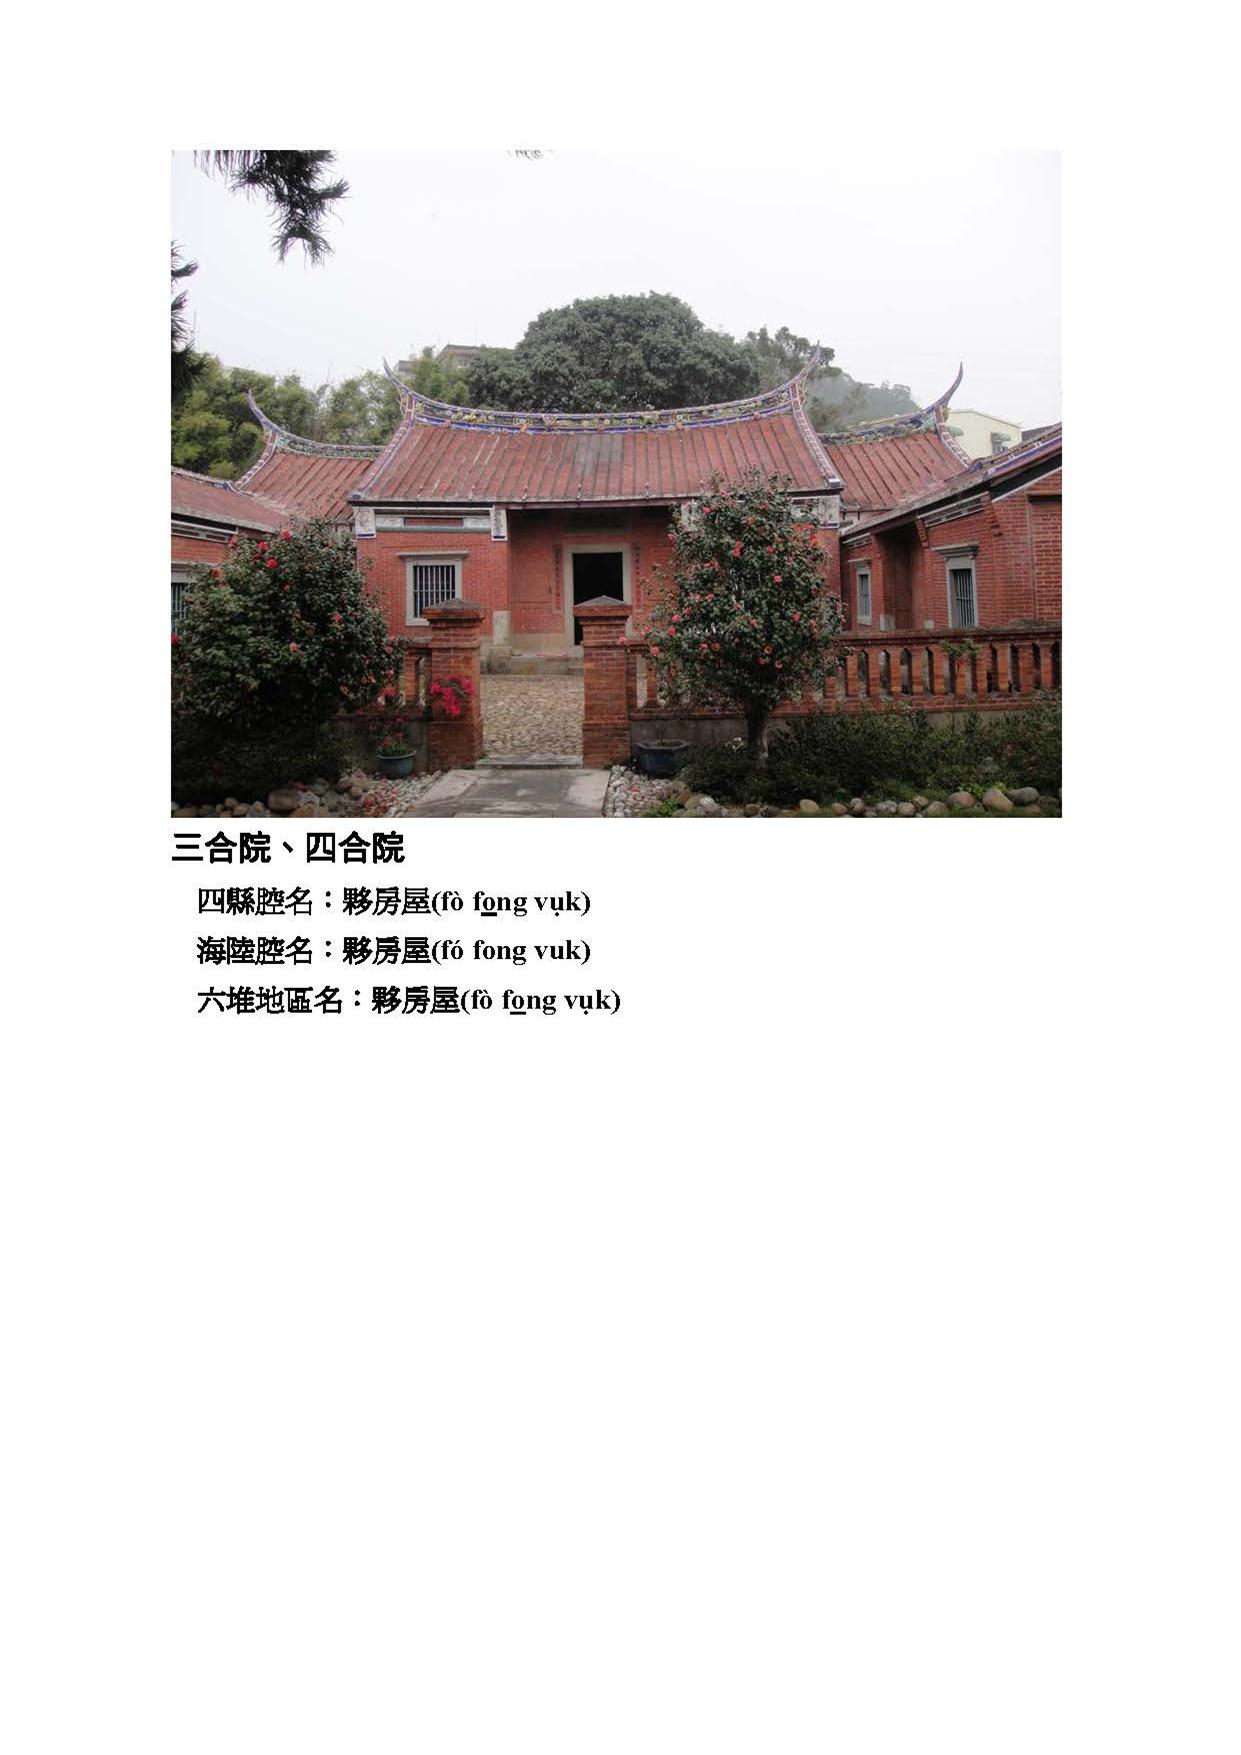 三合院、四合院
四縣腔名：夥房屋(fò fo̲ng vụk)
海陸腔名：夥房屋(fó fong vuk)
六堆地區名：夥房屋(fò fo̲ng vụk)